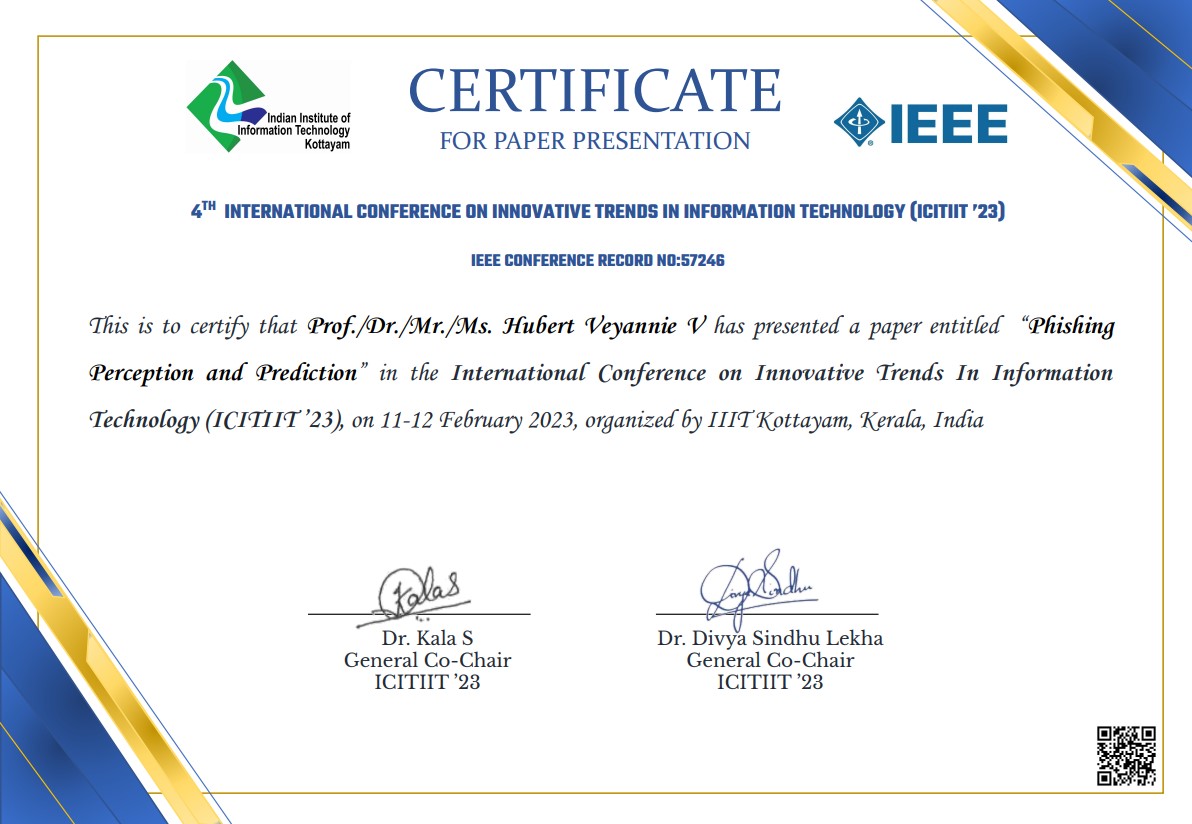 Indian Institute of
Information Technology
Kottayam
CERTIFICATE
FOR PAPER PRESENTATION
IEEE
®
4TH INTERNATIONAL CONFERENCE ON INNOVATIVE TRENDS IN INFORMATION TECHNOLOGY (ICITIIT ’23)
IEEE CONFERENCE RECORD NO:57246
This is to certify that Prof./Dr./Mr./Ms. Hubert Veyannie V has presented a paper entitled “Phishing
Perception and Prediction” in the International Conference on Innovative Trends In Information
Technology (ICITIIT ’23), on 11-12 February 2023, organized by IIIT Kottayam, Kerala, India
Kala S
Divya Sindhu
Dr. Kala S
General Co-Chair
ICITIIT ’23
Dr. Divya Sindhu Lekha
General Co-Chair
ICITIIT ’23